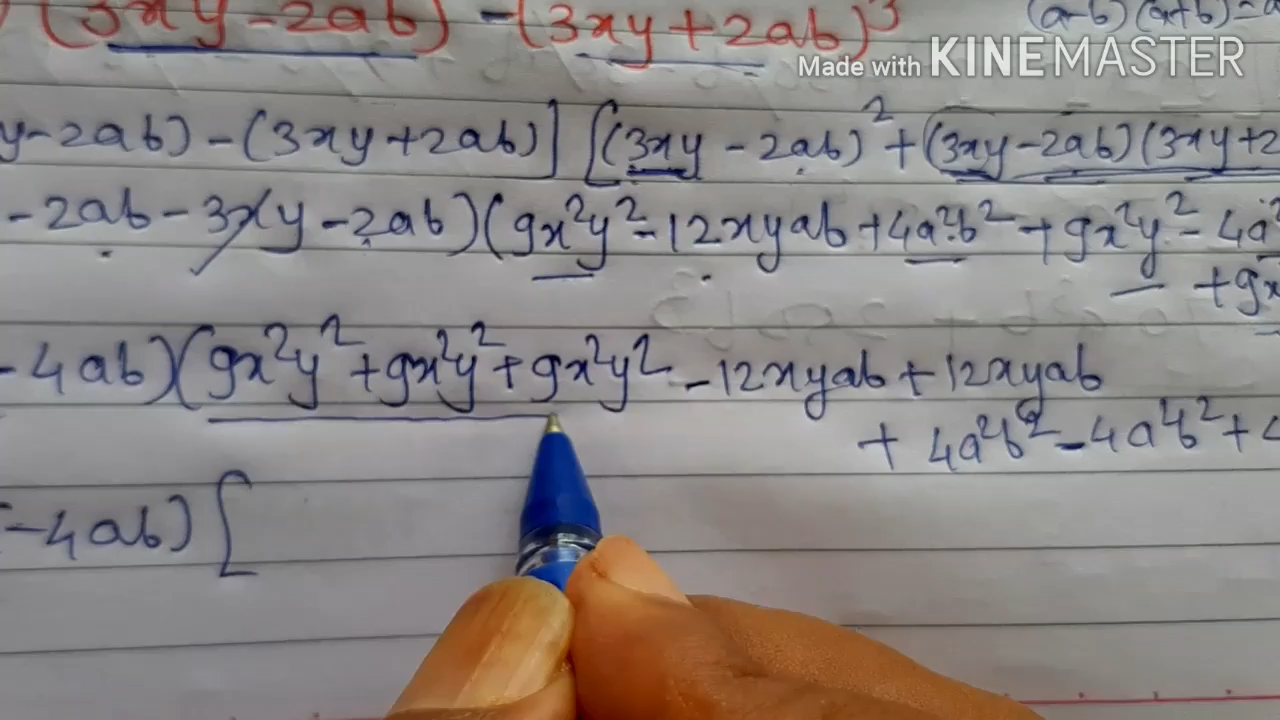 (3xy-2ab) -(3xy+2ab)³
(a-b)(a+b)=a
Made with KINEMASTER
y-2ab)-(3xy+2ab)] [(3xy-2ab)²+(3xy-2ab)(3xy+2
-2ab-3xy-2ab)(9x²y²-12xyab+4a²b²+9x²y²-4a²
+9x
-4ab)(9x²y²+9x²y²+9x²y²-12xyab+12xyab
+4a²b²-4a²b²+4
-4ab)[